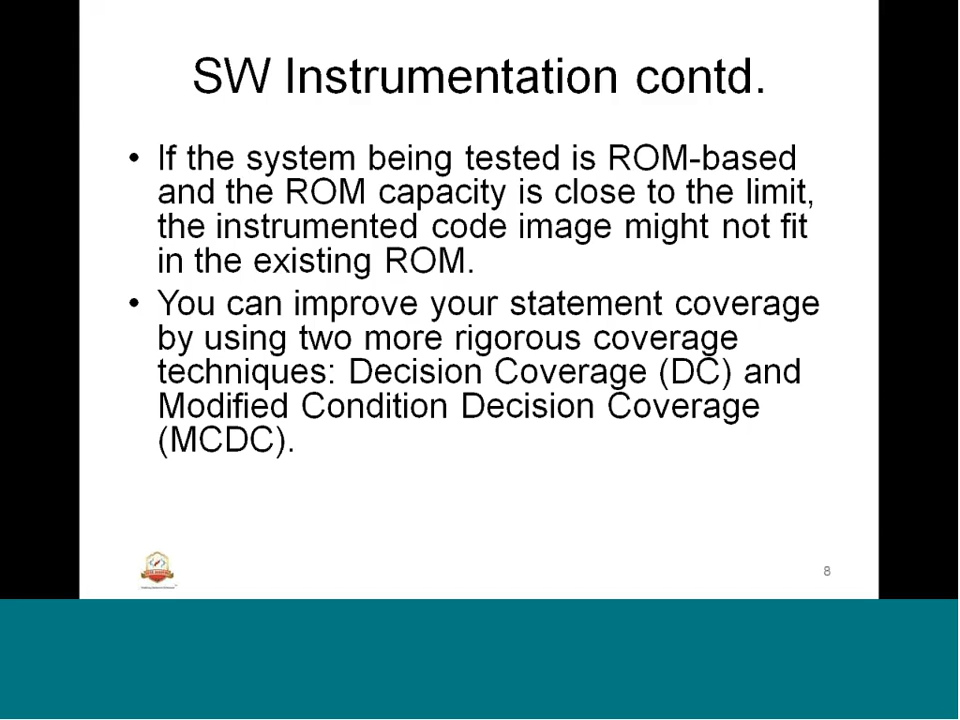 SW Instrumentation contd.
• If the system being tested is ROM-based
and the ROM capacity is close to the limit,
the instrumented code image might not fit
in the existing ROM.
• You can improve your statement coverage
by using two more rigorous coverage
techniques: Decision Coverage (DC) and
Modified Condition Decision Coverage
(MCDC).
8